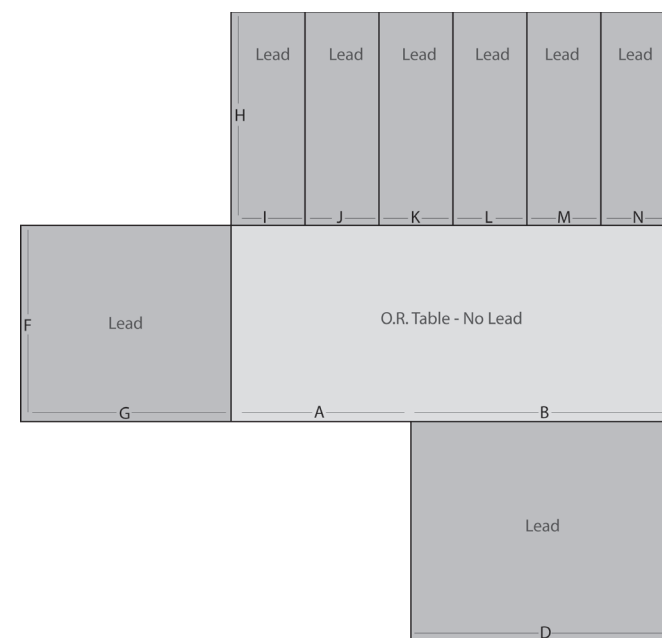 Lead Lead Lead Lead Lead Lead
H
I J K L M N
F Lead O.R. Table - No Lead
G A B
Lead
D